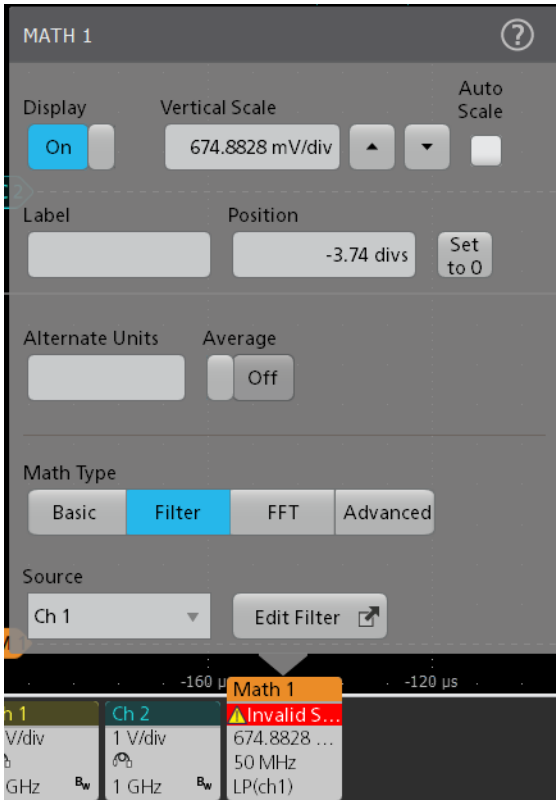 MATH 1 ?
Display Vertical Scale Auto Scale
On 674.8828 mV/div
Label Position
-3.74 divs Set to 0
Alternate Units Average
Off
Math Type
Basic Filter FFT Advanced
Source
Ch 1 Edit Filter
-160 µ -120 µs
h 1 Ch 2 Math 1
V/div 1 V/div Invalid S...
674.8828 ...
GHz Bw 1 GHz Bw 50 MHz
LP(ch1)